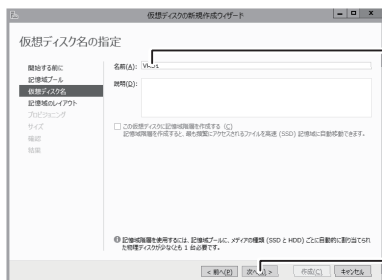 仮想ディスクの新規作成ウィザード
仮想ディスク名の指定
開始する前に
記憶域プール
仮想ディスク名
記憶域のレイアウト
プロビジョニング
サイズ
確認
結果
名前(A):
説明(D):
この仮想ディスクに記憶域階層を作成する (C)
記憶域階層を作成すると、最も頻繁にアクセスされるファイルを高速 (SSD) 記憶域に自動移動できます。
記憶域階層を使用するには、記憶域プールに、メディアの種類 (SSD と HDD) ごとに自動的に割り当てられた物理ディスクが少なくとも 1 台必要です。
< 前へ(P)
次へ(N) >
作成(C)
キャンセル